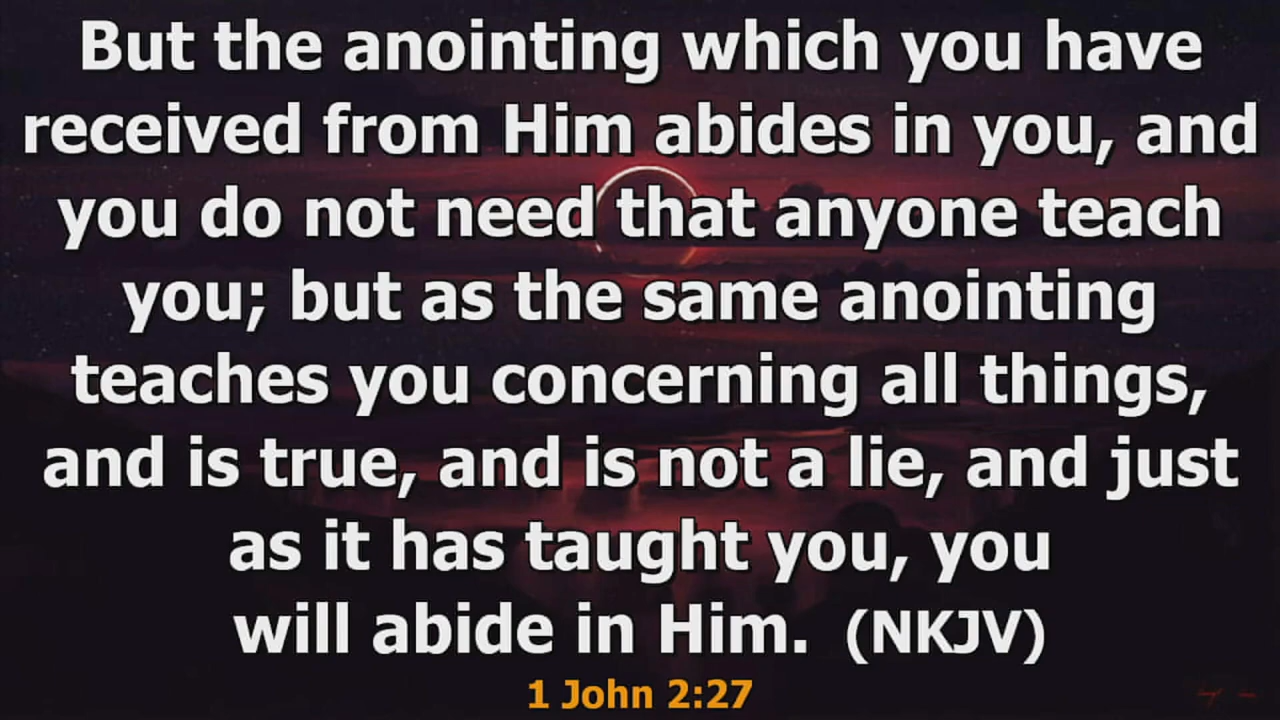 But the anointing which you have
received from Him abides in you, and
you do not need that anyone teach
you; but as the same anointing
teaches you concerning all things,
and is true, and is not a lie, and just
as it has taught you, you
will abide in Him. (NKJV)
1 John 2:27